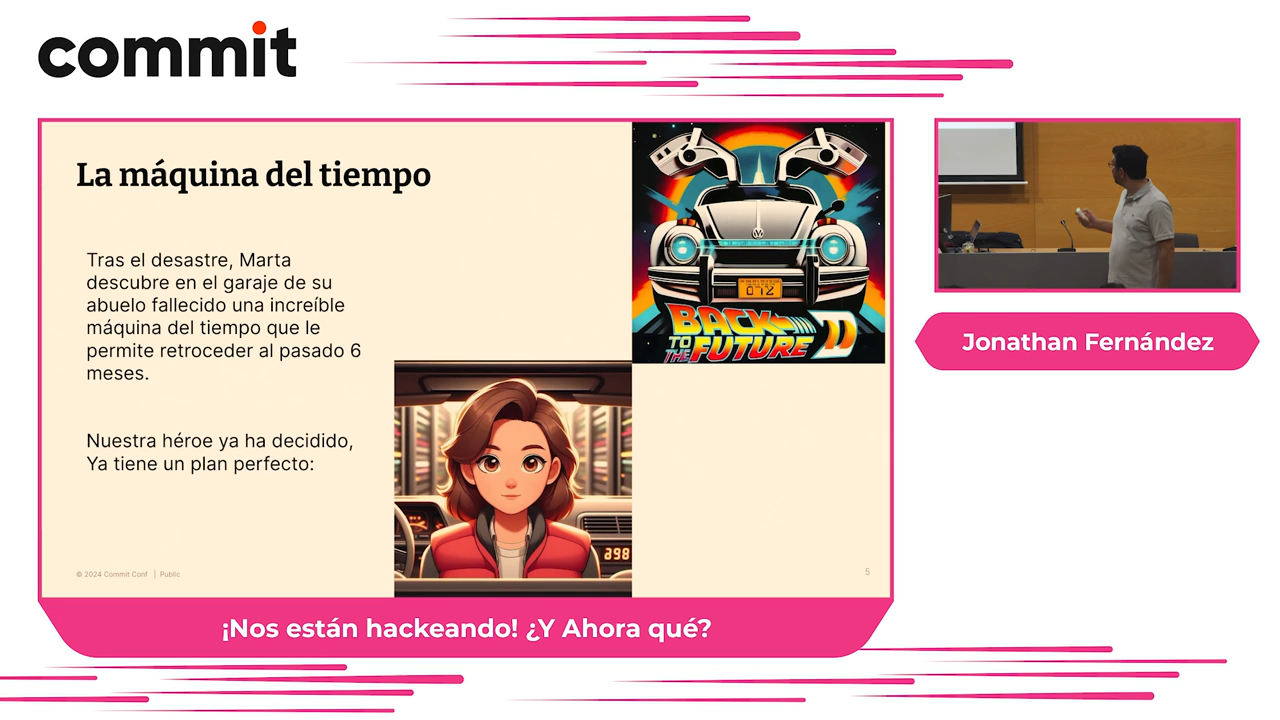 commit
La máquina del tiempo
Tras el desastre, Marta
descubre en el garaje de su
abuelo fallecido una increíble
máquina del tiempo que le
permite retroceder al pasado 6
meses.
Nuestra héroe ya ha decidido,
Ya tiene un plan perfecto:
BACK
TO
THE FUTURE D
398
© 2024 Commit Conf | Public
5
Jonathan Fernández
¡Nos están hackeando! ¿Y Ahora qué?